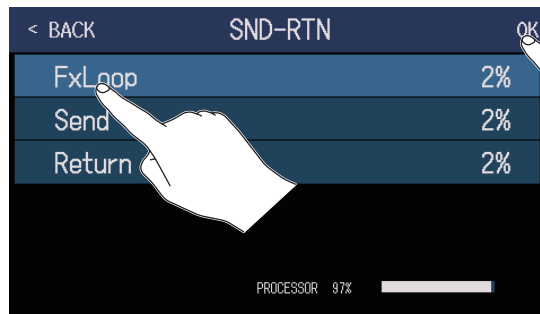 < BACK SND-RTN OK
FxLoop 2%
Send 2%
Return 2%
PROCESSOR 97%